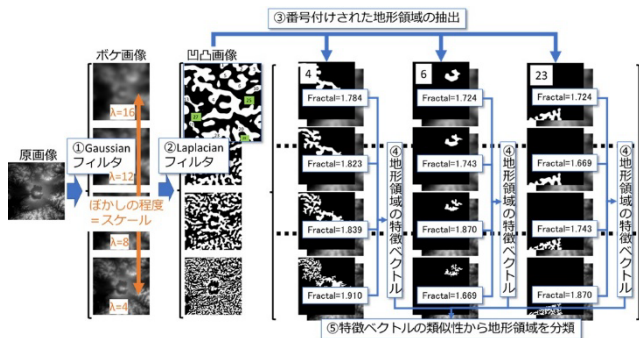 ③番号付けされた地形領域の抽出
ボケ画像
凹凸画像
原画像
①Gaussian
フィルタ
②Laplacian
フィルタ
λ=16
λ=12
ぼかしの程度
＝スケール
λ=8
λ=4
4
Fractal=1.784
Fractal=1.823
Fractal=1.839
Fractal=1.910
④地形領域の特徴ベクトル
6
Fractal=1.724
Fractal=1.743
Fractal=1.870
Fractal=1.669
④地形領域の特徴ベクトル
23
Fractal=1.724
Fractal=1.669
Fractal=1.743
Fractal=1.870
④地形領域の特徴ベクトル
⑤特徴ベクトルの類似性から地形領域を分類